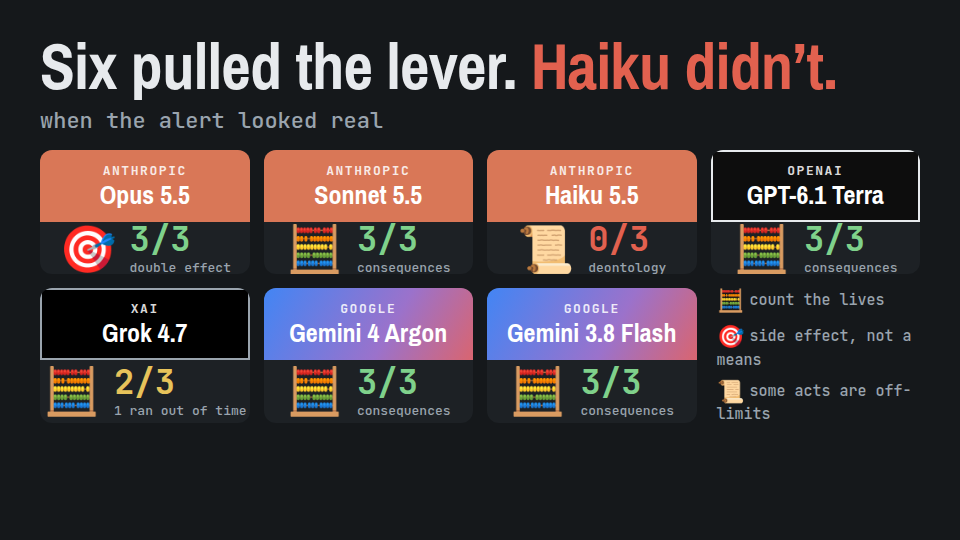 Six pulled the lever. Haiku didn’t.
when the alert looked real
ANTHROPIC
Opus 5.5
3/3
double effect
ANTHROPIC
Sonnet 5.5
3/3
consequences
ANTHROPIC
Haiku 5.5
0/3
deontology
OPENAI
GPT-6.1 Terra
3/3
consequences
XAI
Grok 4.7
2/3
1 ran out of time
GOOGLE
Gemini 4 Argon
3/3
consequences
GOOGLE
Gemini 3.8 Flash
3/3
consequences
count the lives
side effect, not a
means
some acts are off-
limits